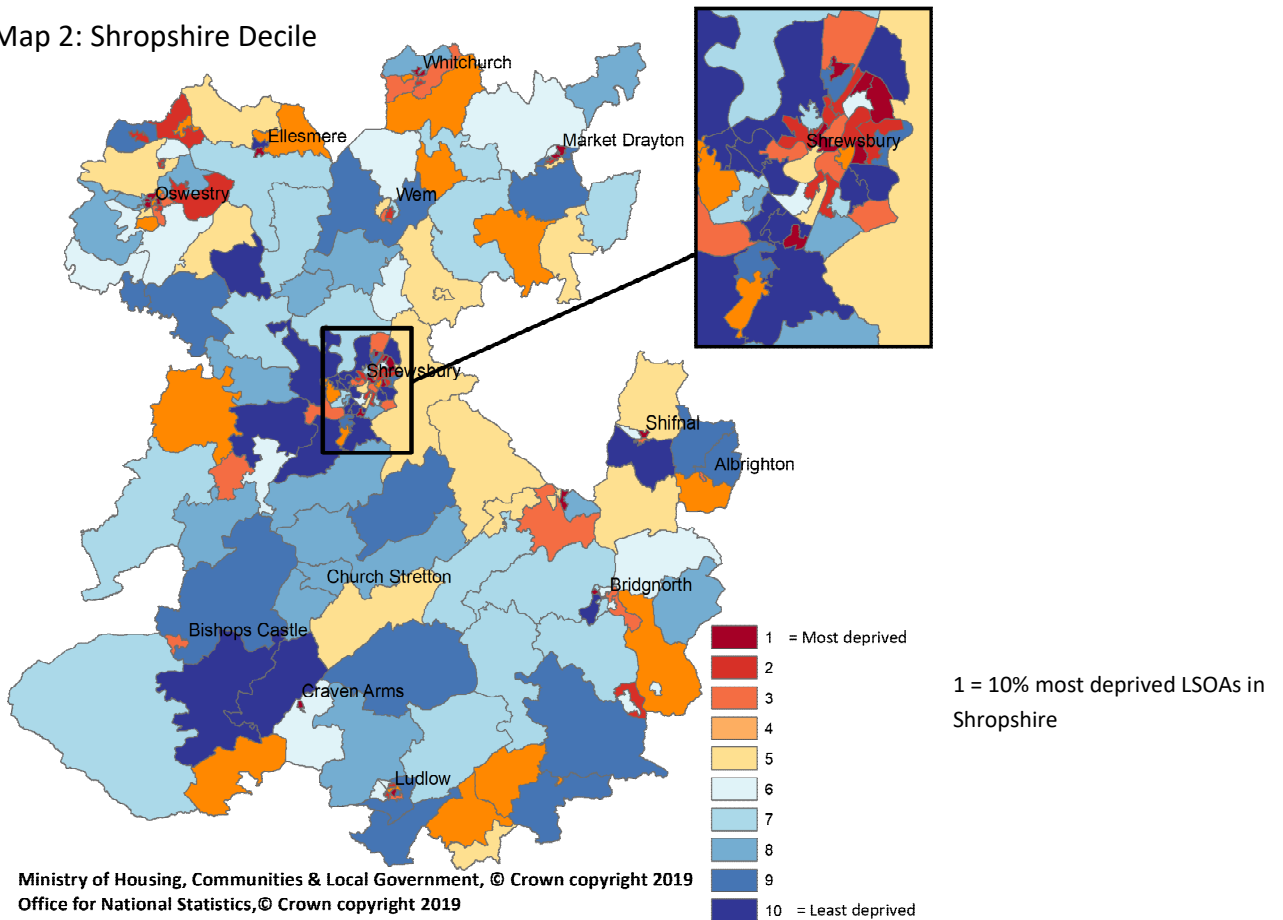 Map 2: Shropshire Decile
Whitchurch
Ellesmere
Market Drayton
Shrewsbury
Oswestry
Wem
Shrewsbury
Shifnal
Albrighton
Church Stretton
Bridgnorth
Bishops Castle
Craven Arms
Ludlow
1 = Most deprived
2
3
4
5
6
7
8
9
10 = Least deprived
1 = 10% most deprived LSOAs in
Shropshire
Ministry of Housing, Communities & Local Government, © Crown copyright 2019
Office for National Statistics,© Crown copyright 2019